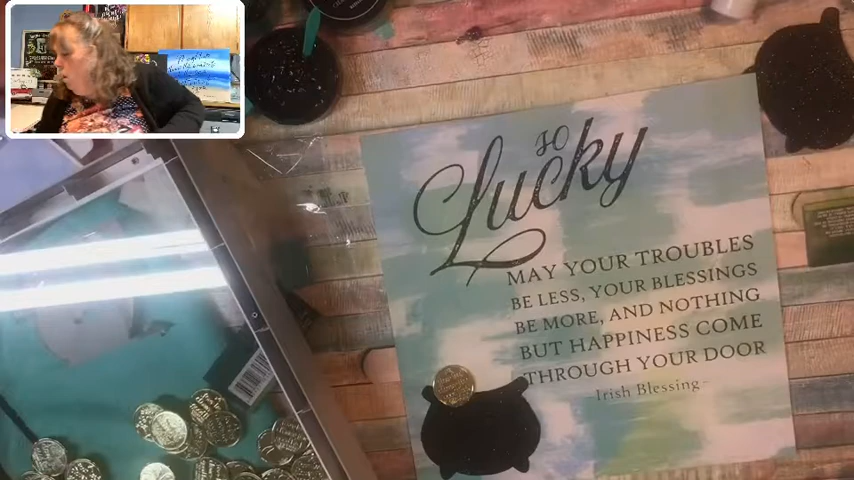 so
Lucky
MAY YOUR TROUBLES
BE LESS, YOUR BLESSINGS
BE MORE, AND NOTHING
BUT HAPPINESS COME
THROUGH YOUR DOOR
- Irish Blessing -